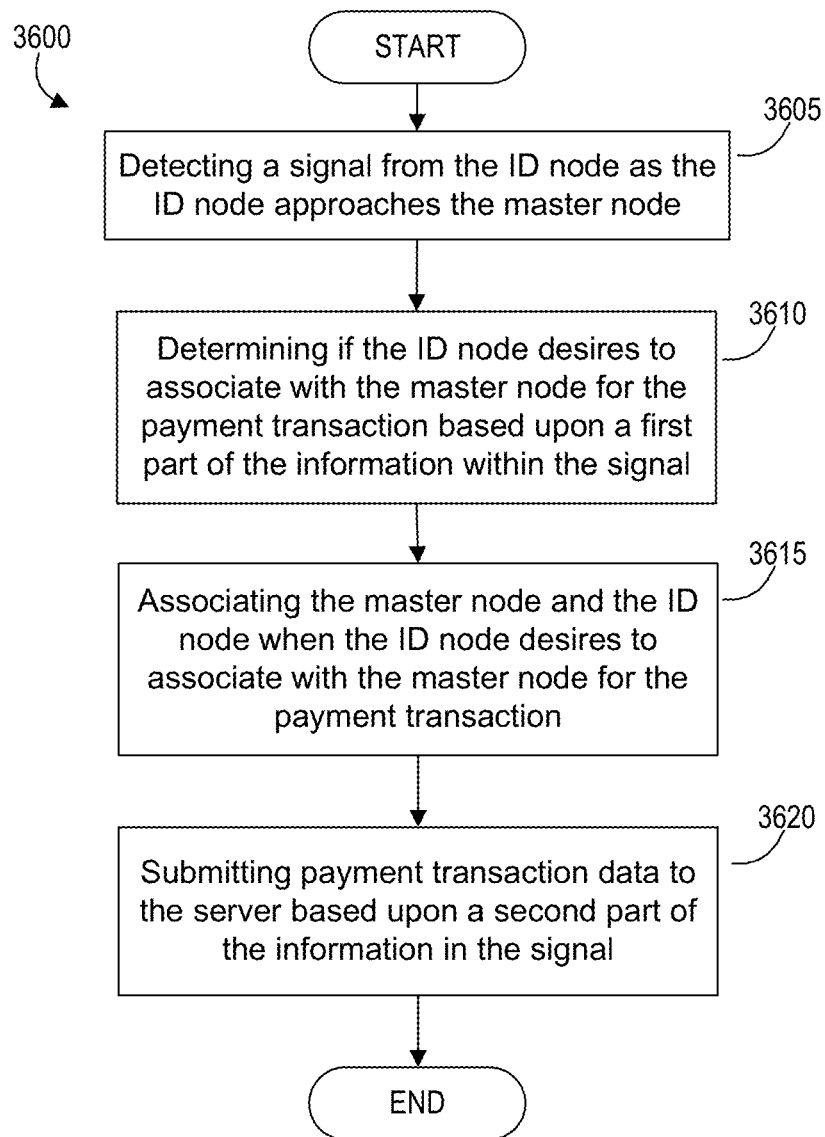 3600
START
3605
Detecting a signal from the ID node as the
ID node approaches the master node
3610
Determining if the ID node desires to
associate with the master node for the
payment transaction based upon a first
part of the information within the signal
3615
Associating the master node and the ID
node when the ID node desires to
associate with the master node for the
payment transaction
3620
Submitting payment transaction data to
the server based upon a second part of
the information in the signal
END